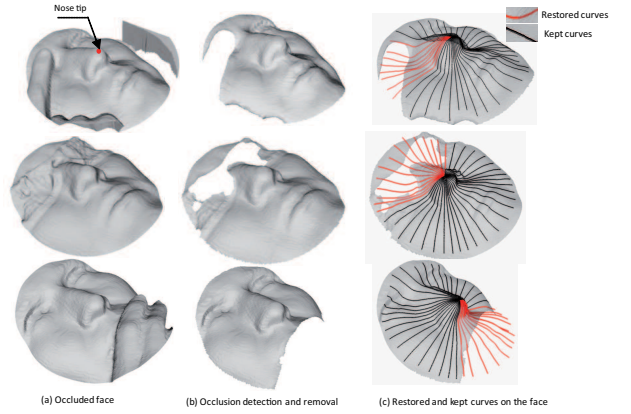 Nose tip
Restored curves
Kept curves
(a) Occluded face
(b) Occlusion detection and removal
(c) Restored and kept curves on the face